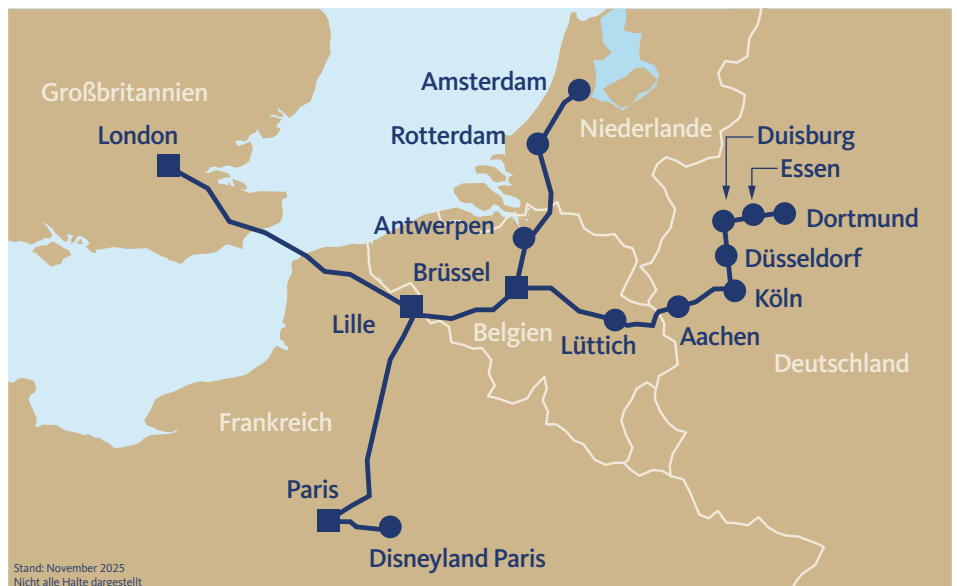 Amsterdam
Großbritannien
Niederlande
London
Rotterdam
Duisburg
Essen
Antwerpen
Dortmund
Düsseldorf
Brüssel
Köln
Lille
Belgien
Lüttich
Aachen
Deutschland
Frankreich
Paris
Disneyland Paris
Stand: November 2025
Nicht alle Halte dargestellt